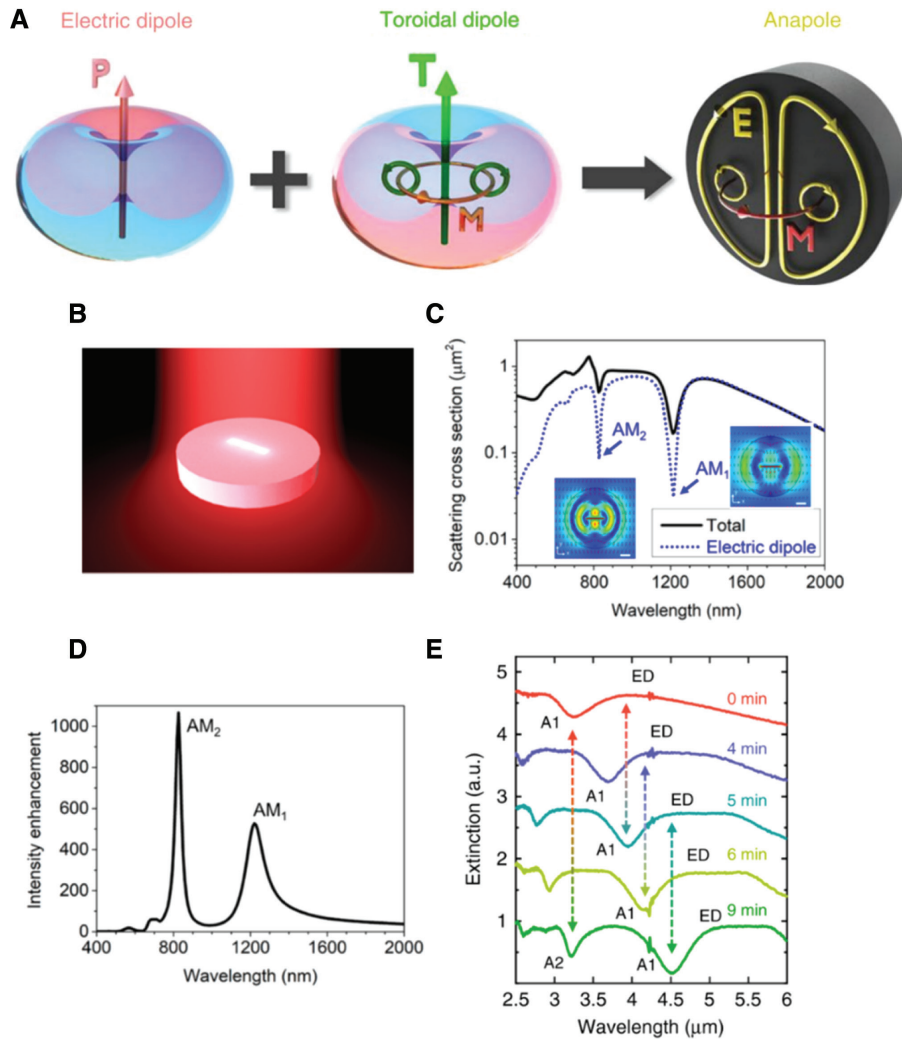 A
Electric dipole
Toroidal dipole
Anapole
P
T
M
E
M
B
C
Scattering cross section (μm²)
1
0.1
0.01
AM₂
AM₁
Total
Electric dipole
400 800 1200 1600 2000
Wavelength (nm)
D
Intensity enhancement
1000
800
600
400
200
0
AM₂
AM₁
400 800 1200 1600 2000
Wavelength (nm)
E
Extinction (a.u.)
5
4
3
2
1
ED
0 min
A1
ED
4 min
A1
ED
5 min
A1
ED
6 min
A1
ED
9 min
A2
A1
2.5 3 3.5 4 4.5 5 5.5 6
Wavelength (μm)